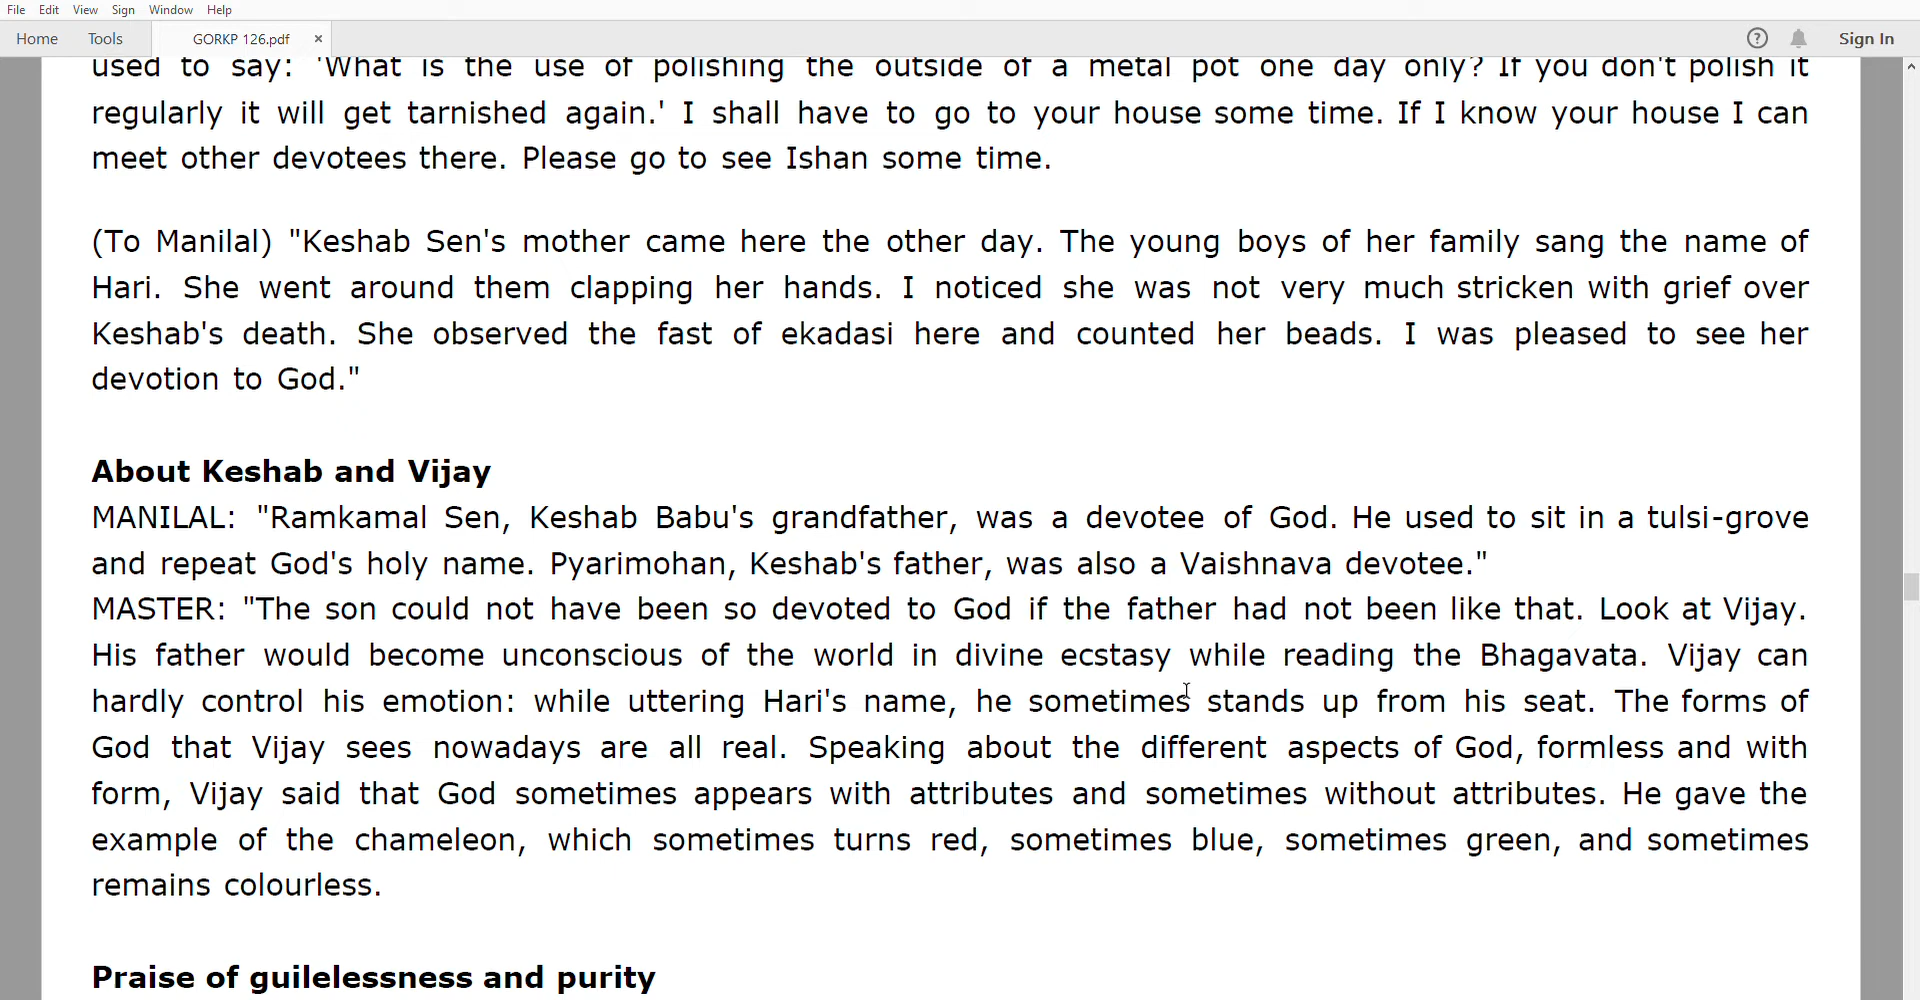 File Edit View Sign Window Help
Home Tools GORKP 126.pdf × ? Sign In
used to say: 'What is the use of polishing the outside of a metal pot one day only? If you don't polish it
regularly it will get tarnished again.' I shall have to go to your house some time. If I know your house I can
meet other devotees there. Please go to see Ishan some time.
(To Manilal) "Keshab Sen's mother came here the other day. The young boys of her family sang the name of
Hari. She went around them clapping her hands. I noticed she was not very much stricken with grief over
Keshab's death. She observed the fast of ekadasi here and counted her beads. I was pleased to see her
devotion to God."
About Keshab and Vijay
MANILAL: "Ramkamal Sen, Keshab Babu's grandfather, was a devotee of God. He used to sit in a tulsi-grove
and repeat God's holy name. Pyarimohan, Keshab's father, was also a Vaishnava devotee."
MASTER: "The son could not have been so devoted to God if the father had not been like that. Look at Vijay.
His father would become unconscious of the world in divine ecstasy while reading the Bhagavata. Vijay can
hardly control his emotion: while uttering Hari's name, he sometimes stands up from his seat. The forms of
God that Vijay sees nowadays are all real. Speaking about the different aspects of God, formless and with
form, Vijay said that God sometimes appears with attributes and sometimes without attributes. He gave the
example of the chameleon, which sometimes turns red, sometimes blue, sometimes green, and sometimes
remains colourless.
Praise of guilelessness and purity